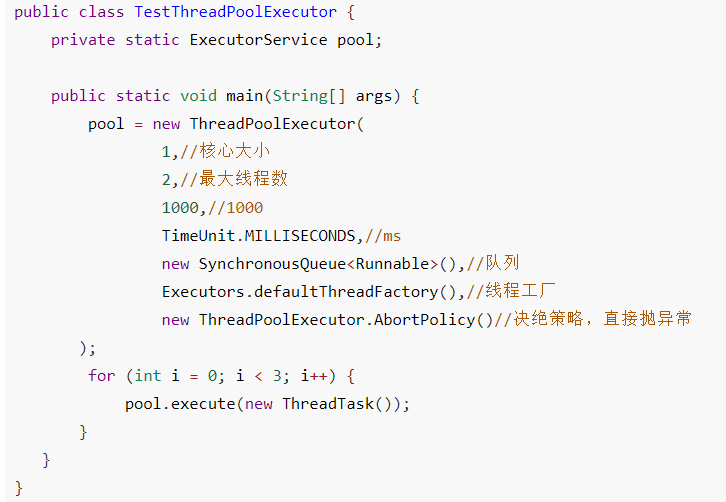 public class TestThreadPoolExecutor {
    private static ExecutorService pool;

    public static void main(String[] args) {
        pool = new ThreadPoolExecutor(
                1,//核心大小
                2,//最大线程数
                1000,//1000
                TimeUnit.MILLISECONDS,//ms
                new SynchronousQueue<Runnable>(),//队列
                Executors.defaultThreadFactory(),//线程工厂
                new ThreadPoolExecutor.AbortPolicy()//决绝策略，直接抛异常
       );
        for (int i = 0; i < 3; i++) {
            pool.execute(new ThreadTask());
       }
   }
}